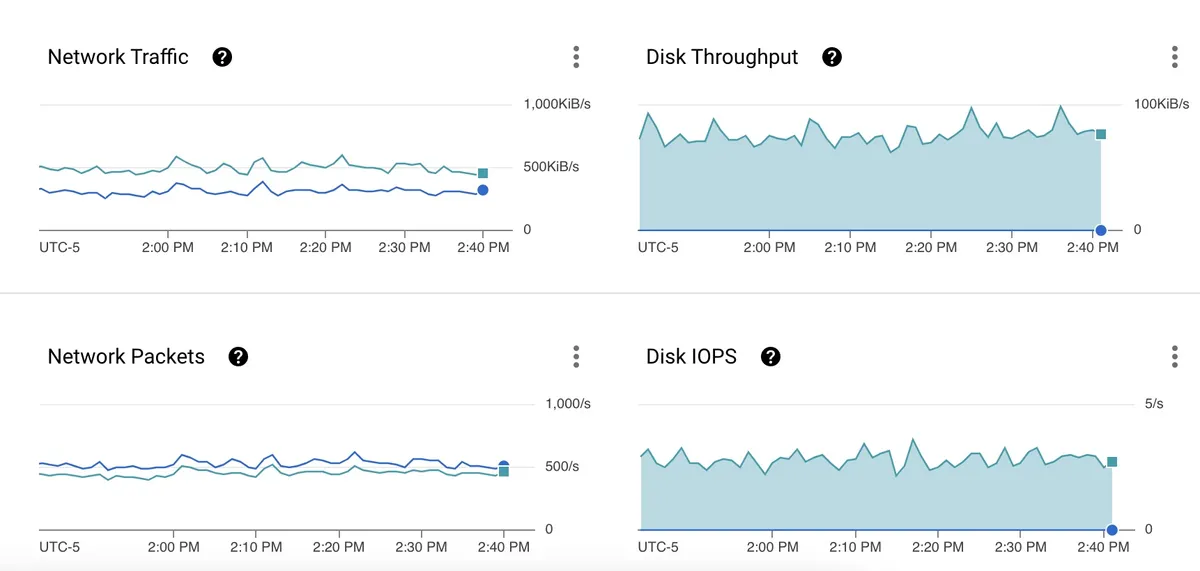 Network Traffic ?
1,000KiB/s
500KiB/s
0
UTC-5 2:00 PM 2:10 PM 2:20 PM 2:30 PM 2:40 PM
Disk Throughput ?
100KiB/s
0
UTC-5 2:00 PM 2:10 PM 2:20 PM 2:30 PM 2:40 PM
Network Packets ?
1,000/s
500/s
0
UTC-5 2:00 PM 2:10 PM 2:20 PM 2:30 PM 2:40 PM
Disk IOPS ?
5/s
0
UTC-5 2:00 PM 2:10 PM 2:20 PM 2:30 PM 2:40 PM